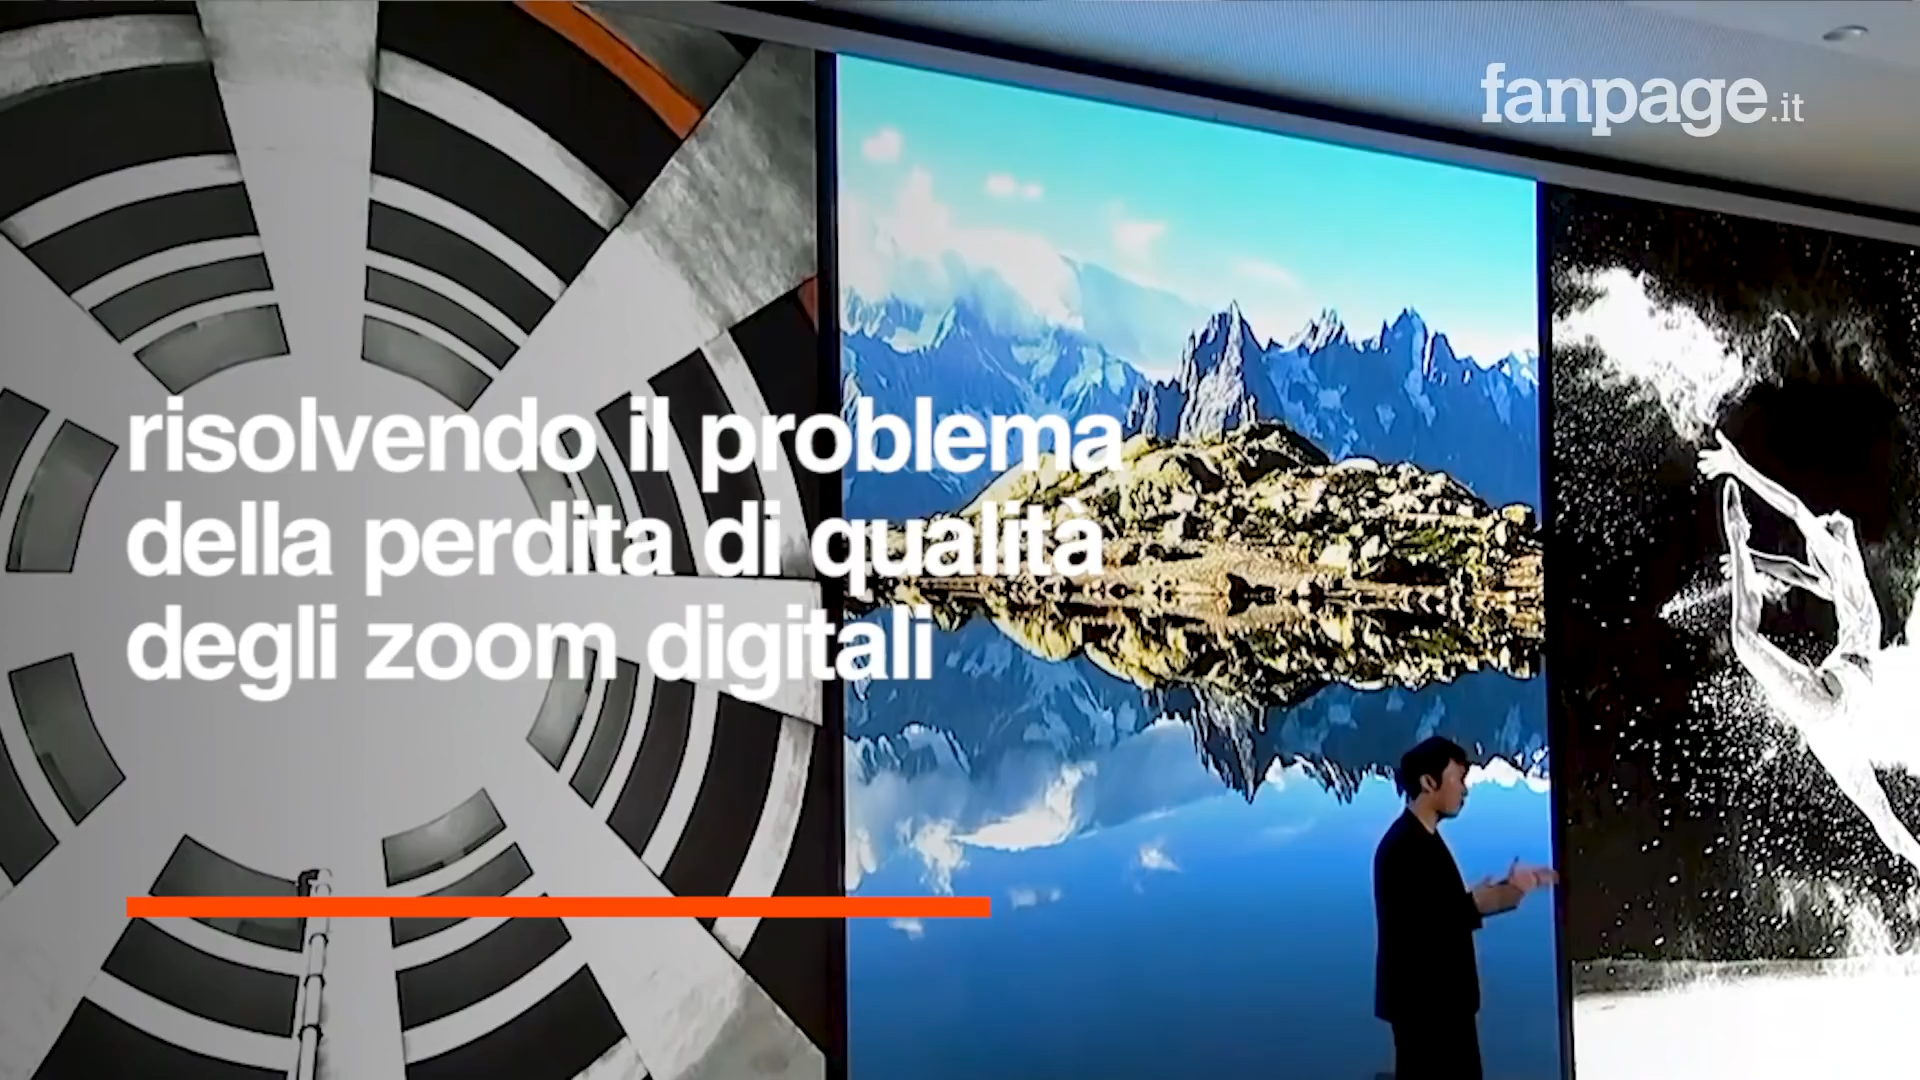 fanpage.it
risolvendo il problema
della perdita di qualità
degli zoom digitali